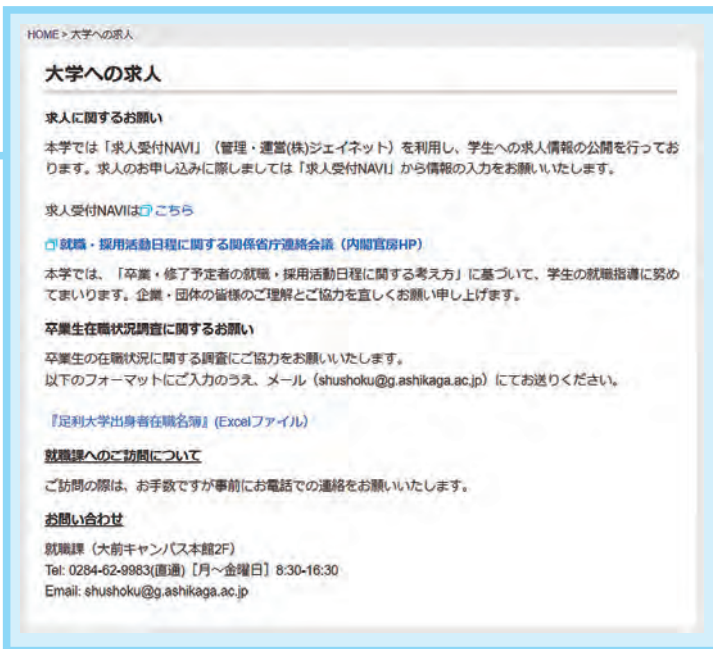 HOME > 大学への求人
大学への求人
求人に関するお願い
本学では「求人受付NAVI」（管理・運営(株)ジェイネット）を利用し、学生への求人情報の公開を行ってお
ります。求人のお申し込みに際しましては「求人受付NAVI」から情報の入力をお願いいたします。
求人受付NAVIはこちら
就職・採用活動日程に関する関係省庁連絡会議（内閣官房HP）
本学では、「卒業・修了予定者の就職・採用活動日程に関する考え方」に基づいて、学生の就職指導に努め
てまいります。企業・団体の皆様のご理解とご協力を宜しくお願い申し上げます。
卒業生在職状況調査に関するお願い
卒業生の在職状況に関する調査にご協力をお願いいたします。
以下のフォーマットにご入力のうえ、メール（shushoku@g.ashikaga.ac.jp）にてお送りください。
『足利大学出身者在職名簿』(Excelファイル)
就職課へのご訪問について
ご訪問の際は、お手数ですが事前にお電話での連絡をお願いいたします。
お問い合わせ
就職課（大前キャンパス本館2F）
Tel: 0284-62-9983(直通)［月～金曜日］8:30-16:30
Email: shushoku@g.ashikaga.ac.jp